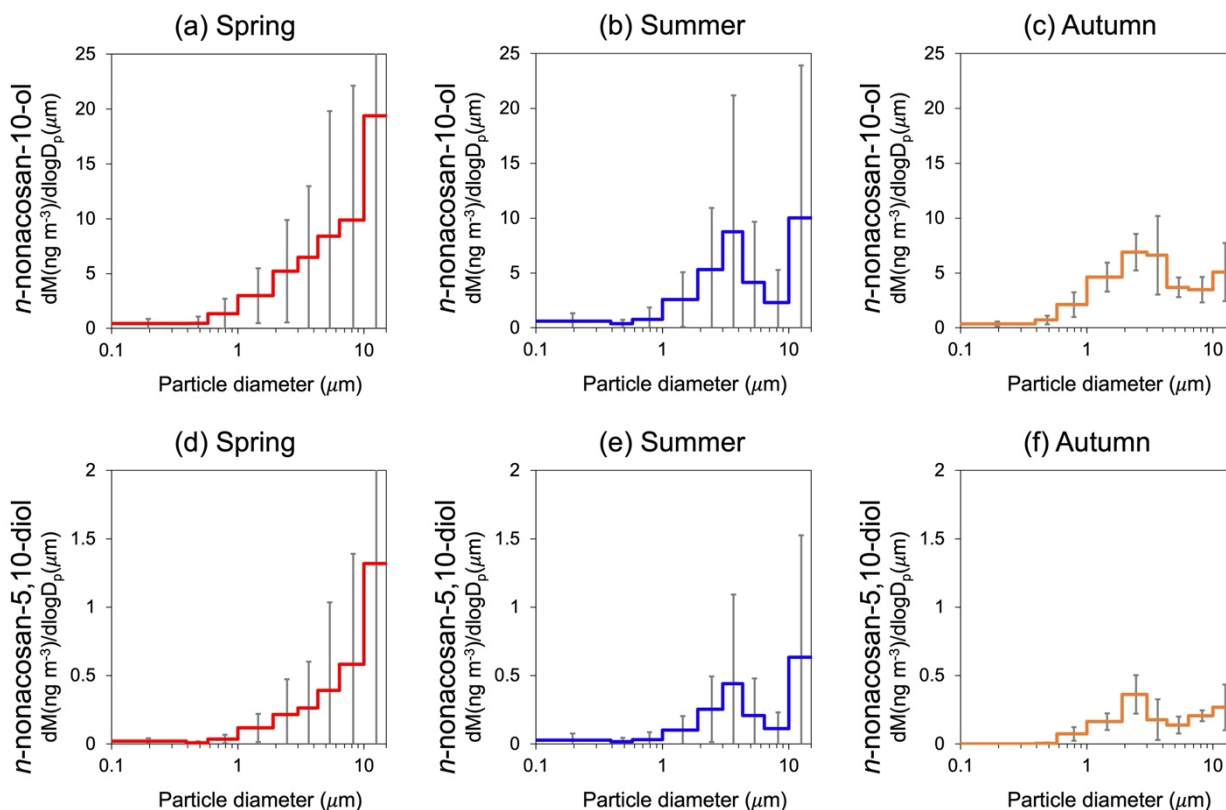 (a) Spring
(b) Summer
(c) Autumn
n-nonacosan-10-ol
dM(ng m⁻³)/dlogDₚ(μm)
25
20
15
10
5
0
0.1
1
10
Particle diameter (μm)
n-nonacosan-10-ol
dM(ng m⁻³)/dlogDₚ(μm)
25
20
15
10
5
0
0.1
1
10
Particle diameter (μm)
n-nonacosan-10-ol
dM(ng m⁻³)/dlogDₚ(μm)
25
20
15
10
5
0
0.1
1
10
Particle diameter (μm)
(d) Spring
(e) Summer
(f) Autumn
n-nonacosan-5,10-diol
dM(ng m⁻³)/dlogDₚ(μm)
2
1.5
1
0.5
0
0.1
1
10
Particle diameter (μm)
n-nonacosan-5,10-diol
dM(ng m⁻³)/dlogDₚ(μm)
2
1.5
1
0.5
0
0.1
1
10
Particle diameter (μm)
n-nonacosan-5,10-diol
dM(ng m⁻³)/dlogDₚ(μm)
2
1.5
1
0.5
0
0.1
1
10
Particle diameter (μm)